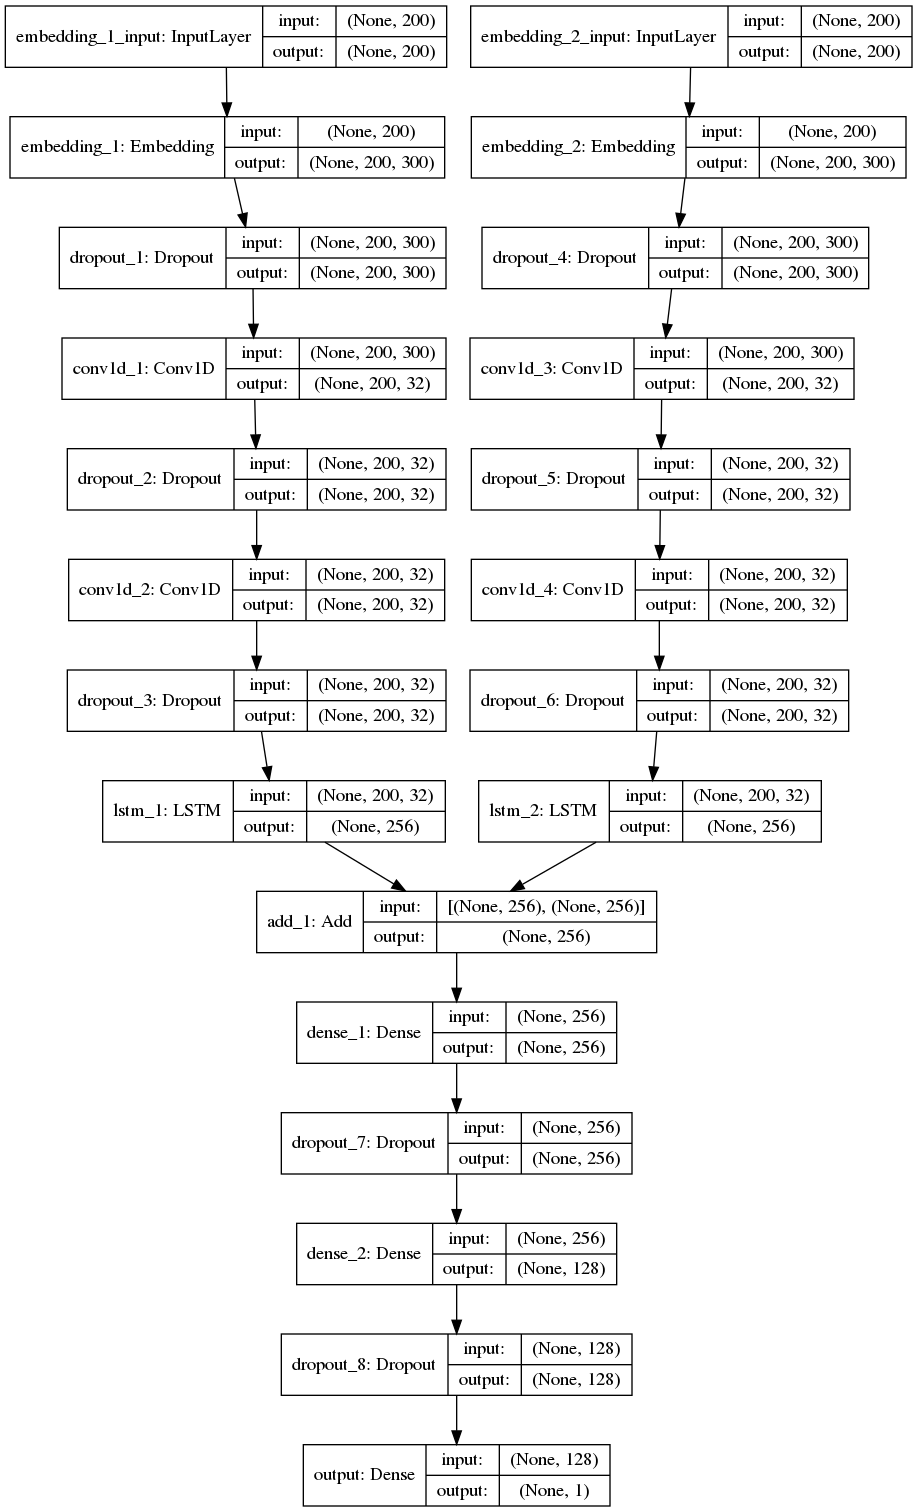 embedding_1_input: InputLayer input: (None, 200) output: (None, 200)
embedding_2_input: InputLayer input: (None, 200) output: (None, 200)
embedding_1: Embedding input: (None, 200) output: (None, 200, 300)
embedding_2: Embedding input: (None, 200) output: (None, 200, 300)
dropout_1: Dropout input: (None, 200, 300) output: (None, 200, 300)
dropout_4: Dropout input: (None, 200, 300) output: (None, 200, 300)
conv1d_1: Conv1D input: (None, 200, 300) output: (None, 200, 32)
conv1d_3: Conv1D input: (None, 200, 300) output: (None, 200, 32)
dropout_2: Dropout input: (None, 200, 32) output: (None, 200, 32)
dropout_5: Dropout input: (None, 200, 32) output: (None, 200, 32)
conv1d_2: Conv1D input: (None, 200, 32) output: (None, 200, 32)
conv1d_4: Conv1D input: (None, 200, 32) output: (None, 200, 32)
dropout_3: Dropout input: (None, 200, 32) output: (None, 200, 32)
dropout_6: Dropout input: (None, 200, 32) output: (None, 200, 32)
lstm_1: LSTM input: (None, 200, 32) output: (None, 256)
lstm_2: LSTM input: (None, 200, 32) output: (None, 256)
add_1: Add input: [(None, 256), (None, 256)] output: (None, 256)
dense_1: Dense input: (None, 256) output: (None, 256)
dropout_7: Dropout input: (None, 256) output: (None, 256)
dense_2: Dense input: (None, 256) output: (None, 128)
dropout_8: Dropout input: (None, 128) output: (None, 128)
output: Dense input: (None, 128) output: (None, 1)